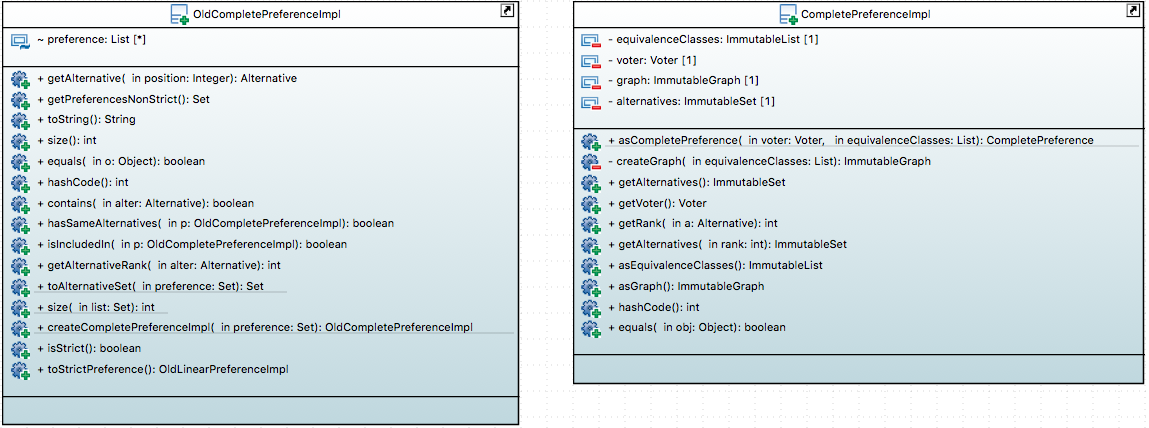 OldCompletePreferenceImpl
~ preference: List [*]
+ getAlternative( in position: Integer): Alternative
+ getPreferencesNonStrict(): Set
+ toString(): String
+ size(): int
+ equals( in o: Object): boolean
+ hashCode(): int
+ contains( in alter: Alternative): boolean
+ hasSameAlternatives( in p: OldCompletePreferenceImpl): boolean
+ isIncludedIn( in p: OldCompletePreferenceImpl): boolean
+ getAlternativeRank( in alter: Alternative): int
+ toAlternativeSet( in preference: Set): Set
+ size( in list: Set): int
+ createCompletePreferenceImpl( in preference: Set): OldCompletePreferenceImpl
+ isStrict(): boolean
+ toStrictPreference(): OldLinearPreferenceImpl
CompletePreferenceImpl
- equivalenceClasses: ImmutableList [1]
- voter: Voter [1]
- graph: ImmutableGraph [1]
- alternatives: ImmutableSet [1]
+ asCompletePreference( in voter: Voter, in equivalenceClasses: List): CompletePreference
- createGraph( in equivalenceClasses: List): ImmutableGraph
+ getAlternatives(): ImmutableSet
+ getVoter(): Voter
+ getRank( in a: Alternative): int
+ getAlternatives( in rank: int): ImmutableSet
+ asEquivalenceClasses(): ImmutableList
+ asGraph(): ImmutableGraph
+ hashCode(): int
+ equals( in obj: Object): boolean